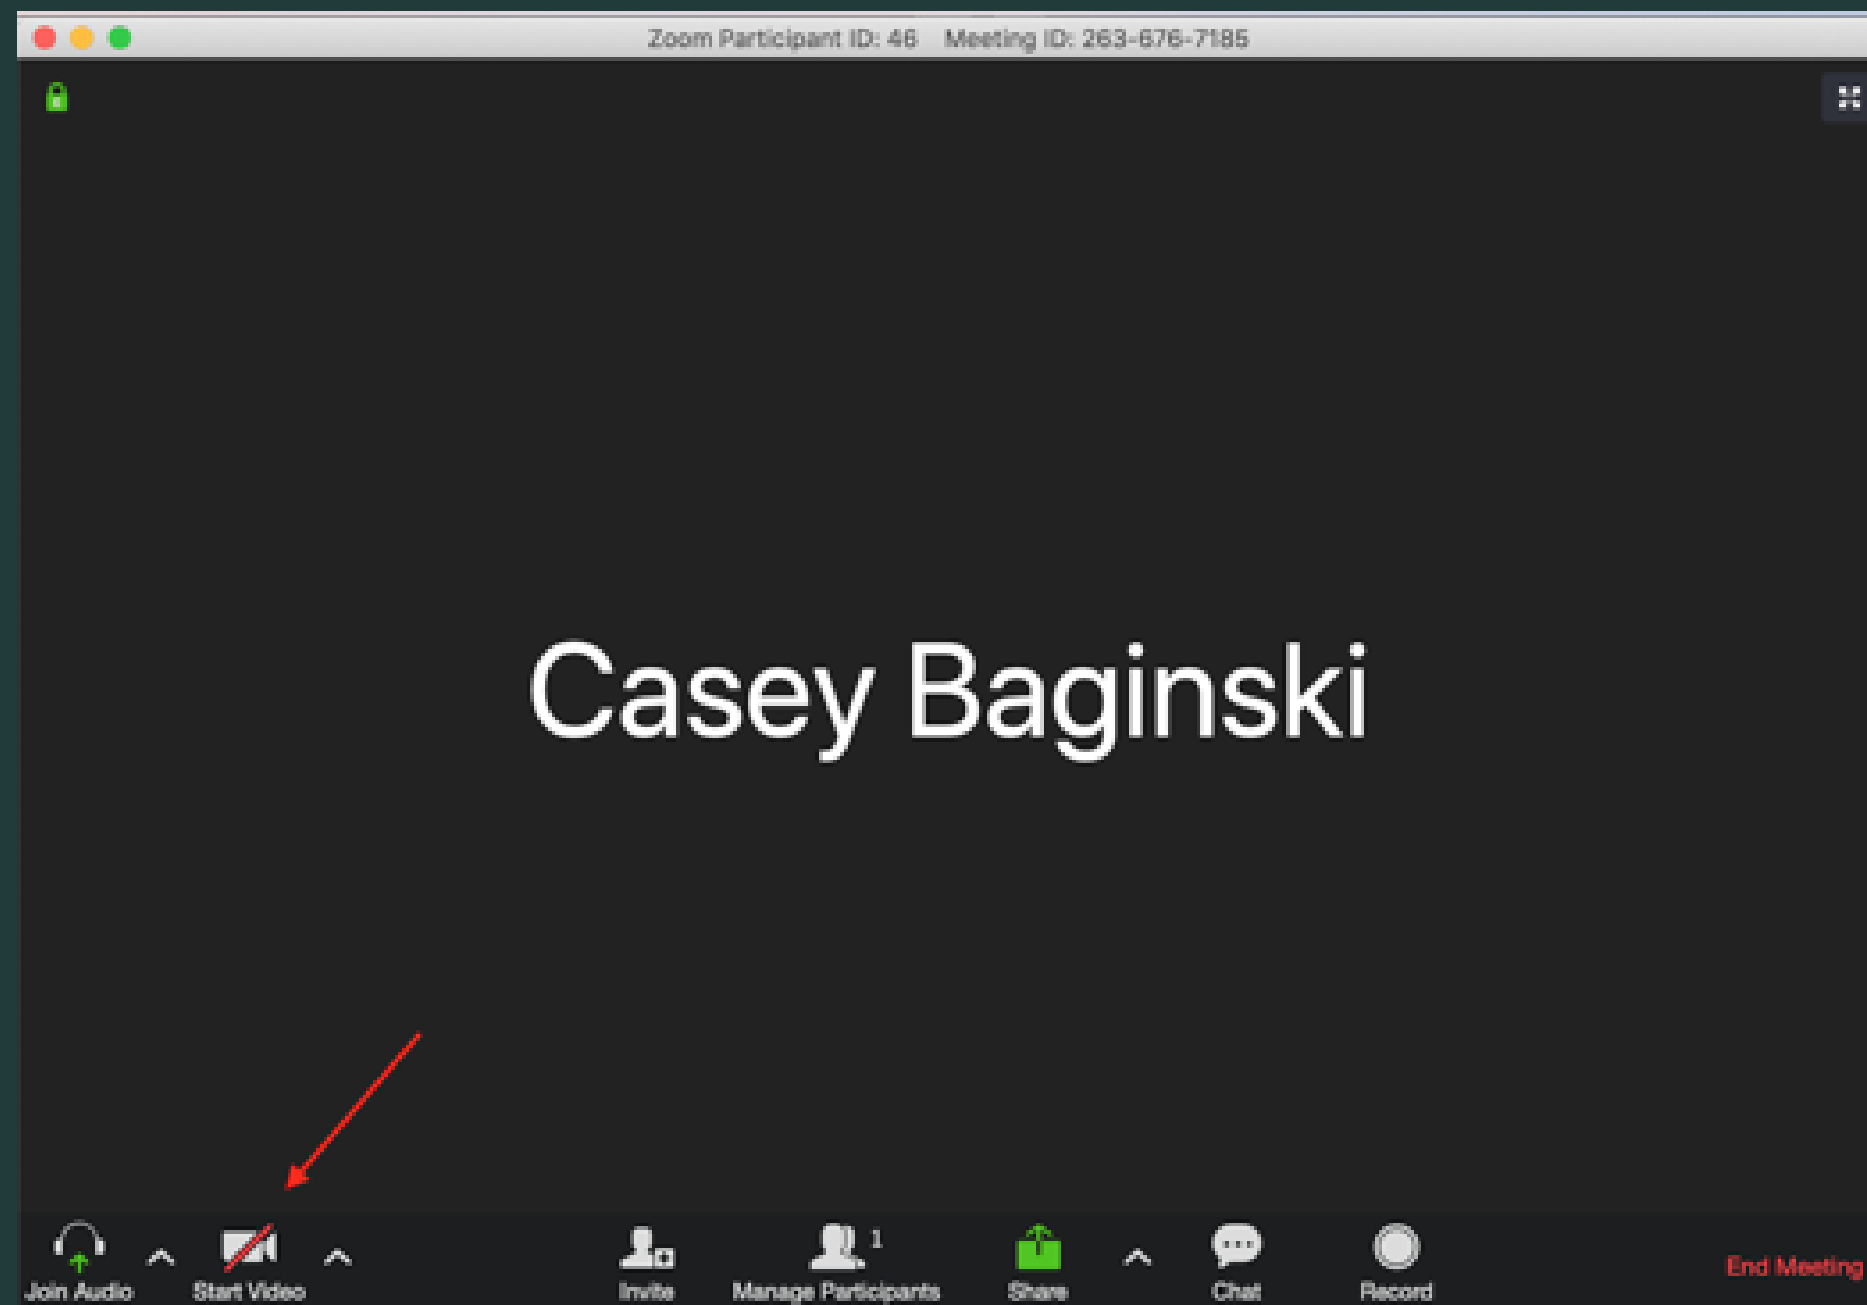 Zoom Participant ID: 46 Meeting ID: 263-676-7185
Casey Baginski
Join Audio
Start Video
Invite
Manage Participants 1
Share
Chat
Record
End Meeting